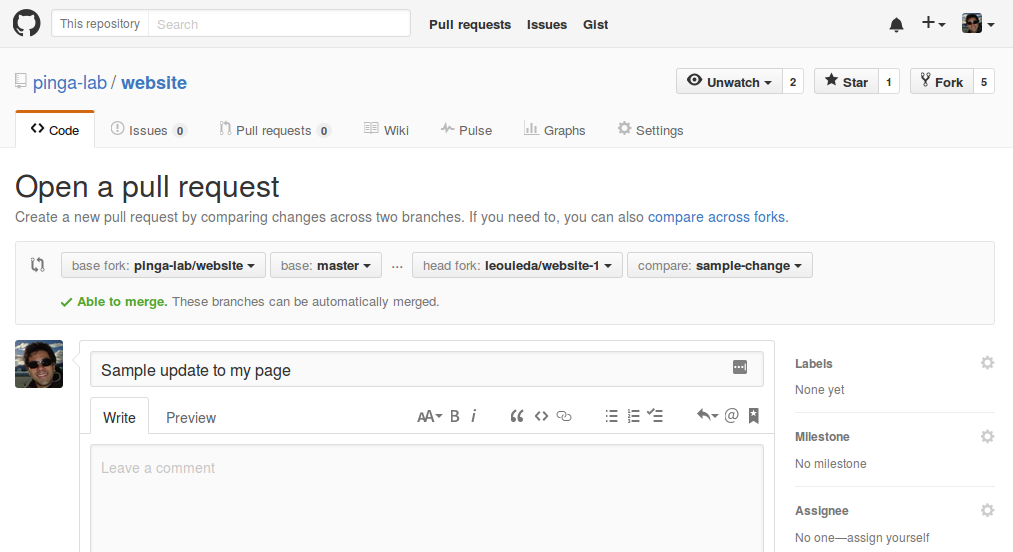 This repository Search Pull requests Issues Gist
pinga-lab / website Unwatch 2 Star 1 Fork 5
Code Issues 0 Pull requests 0 Wiki Pulse Graphs Settings
Open a pull request
Create a new pull request by comparing changes across two branches. If you need to, you can also compare across forks.
base fork: pinga-lab/website base: master ... head fork: leouieda/website-1 compare: sample-change
Able to merge. These branches can be automatically merged.
Sample update to my page
Write Preview AA B i
Leave a comment
Labels
None yet
Milestone
No milestone
Assignee
No one—assign yourself